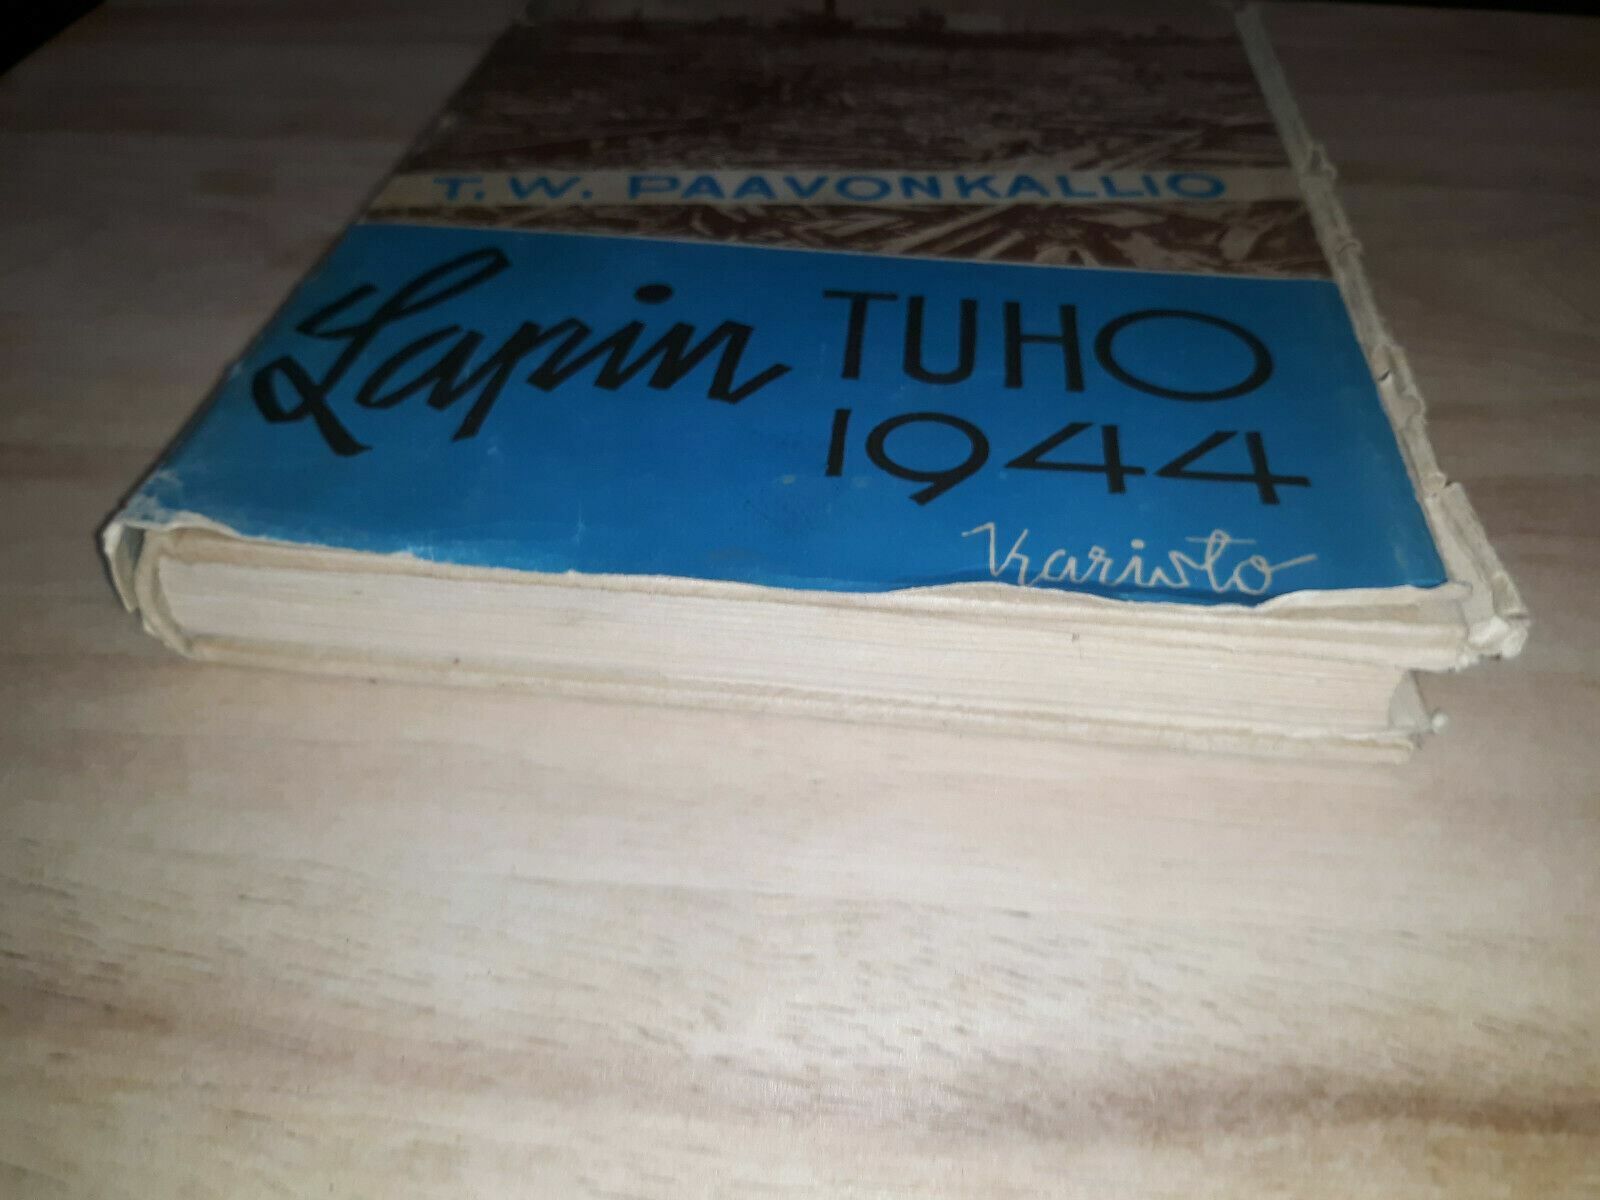 T. W. PAAVONKALLIO
Lapin TUHO
1944
Karisto